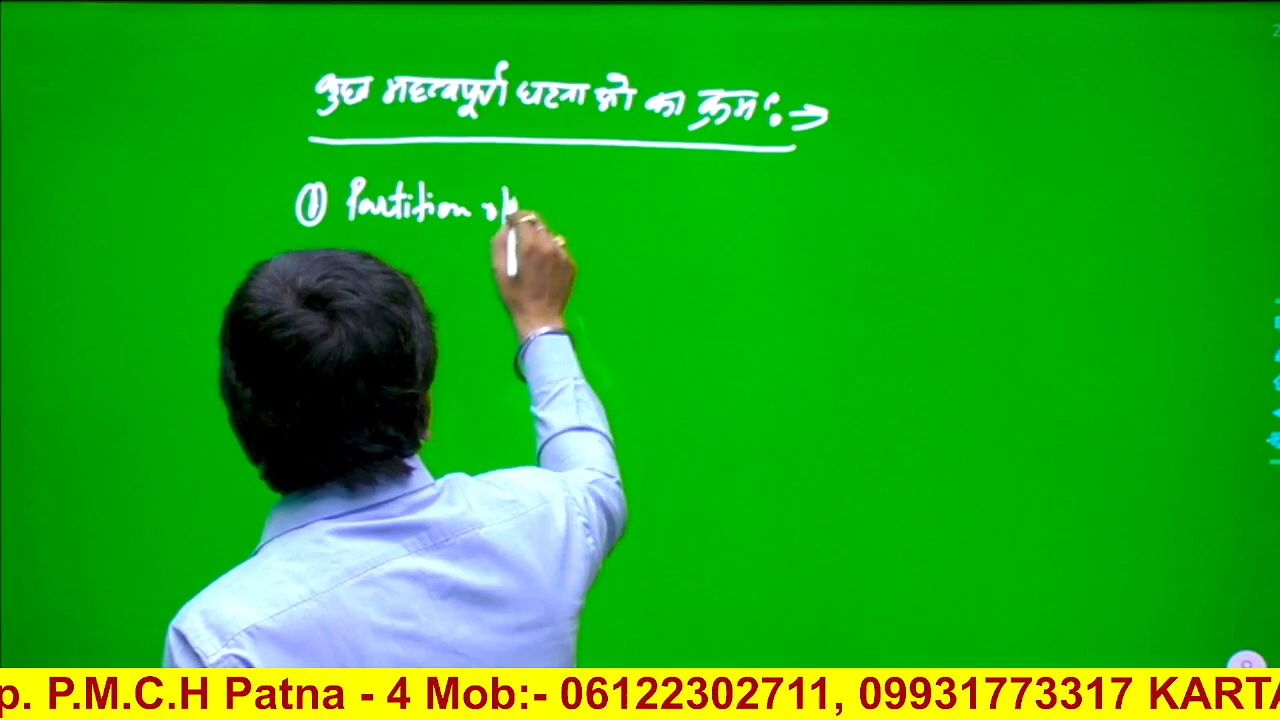 कुछ महत्वपूर्ण घटना ओ का क्रम :→
① Partition of
p. P.M.C.H Patna - 4 Mob:- 06122302711, 09931773317 KARTA